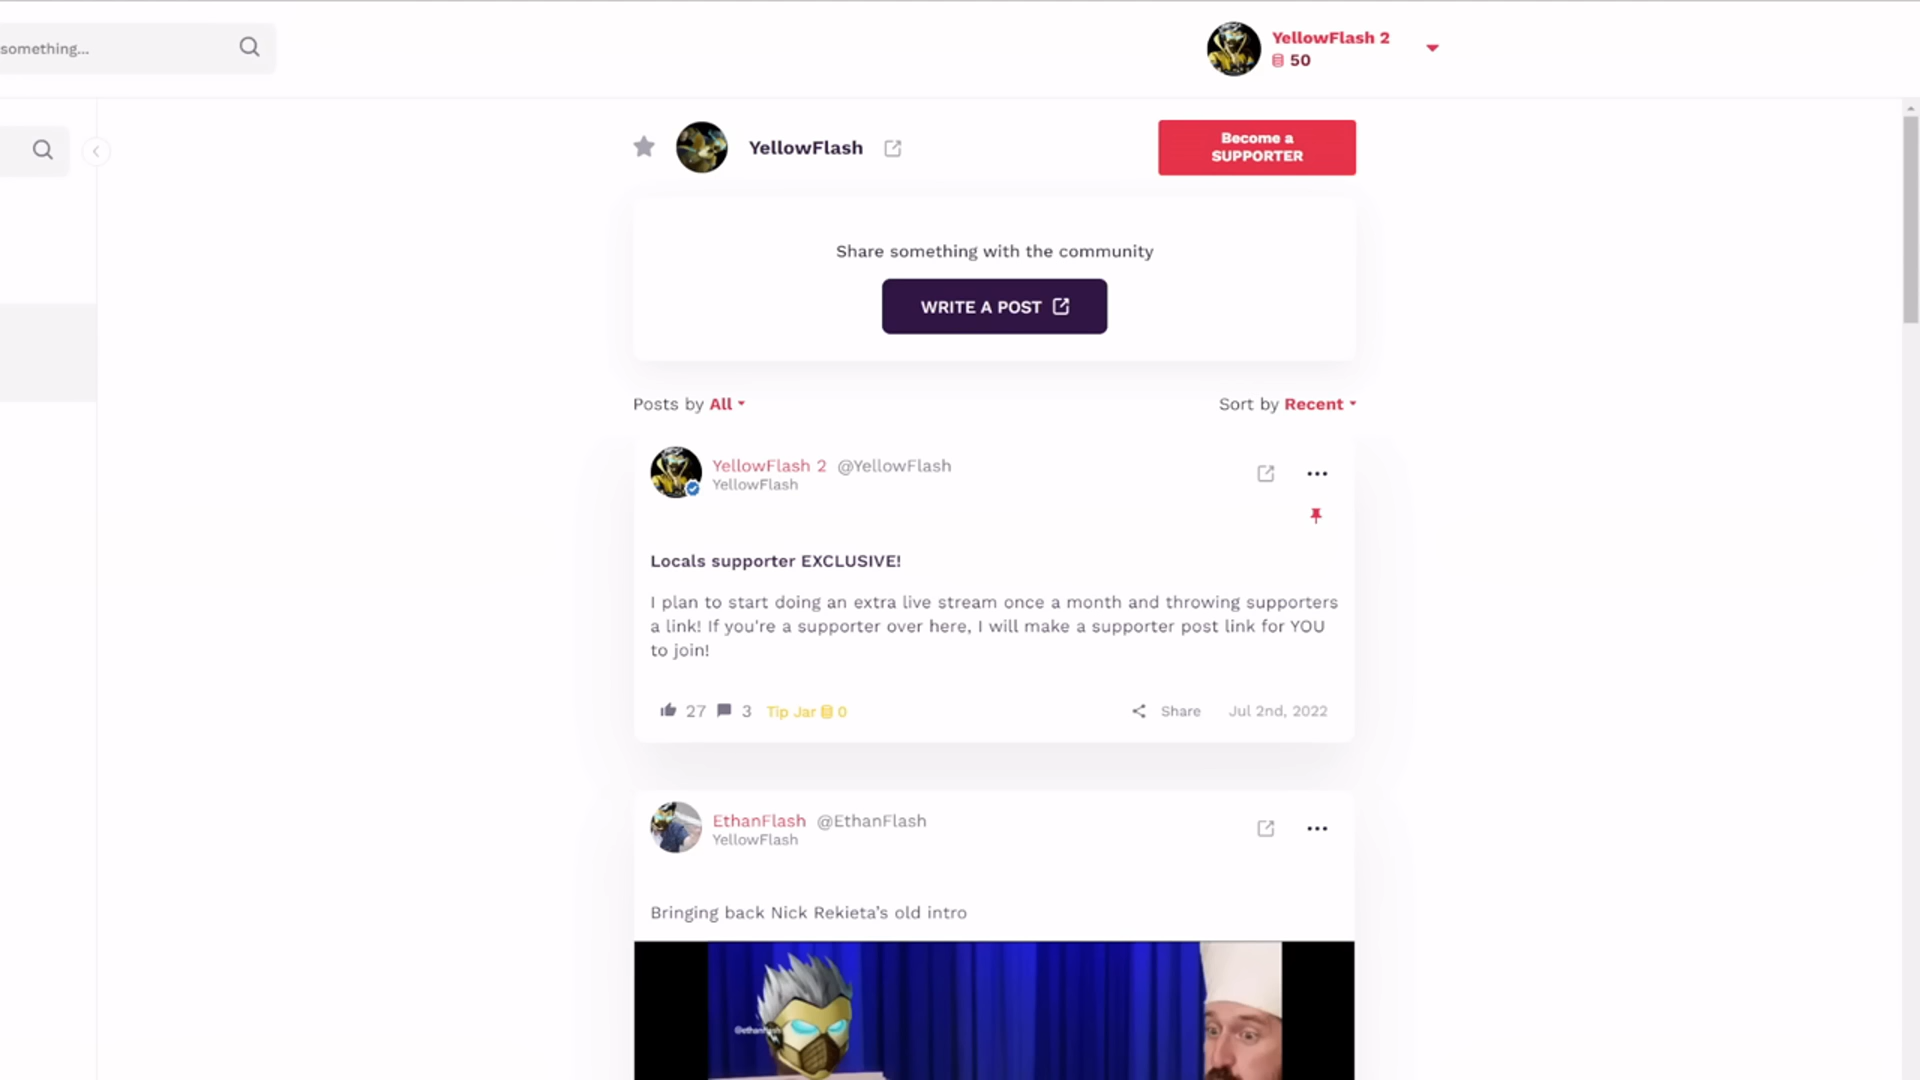 something...
YellowFlash 2
50
YellowFlash
Become a
SUPPORTER
Share something with the community
WRITE A POST
Posts by All
Sort by Recent
YellowFlash 2 @YellowFlash
YellowFlash
Locals supporter EXCLUSIVE!
I plan to start doing an extra live stream once a month and throwing supporters
a link! If you're a supporter over here, I will make a supporter post link for YOU
to join!
27 3 Tip Jar 0
Share Jul 2nd, 2022
EthanFlash @EthanFlash
YellowFlash
Bringing back Nick Rekieta’s old intro
@ethanflash